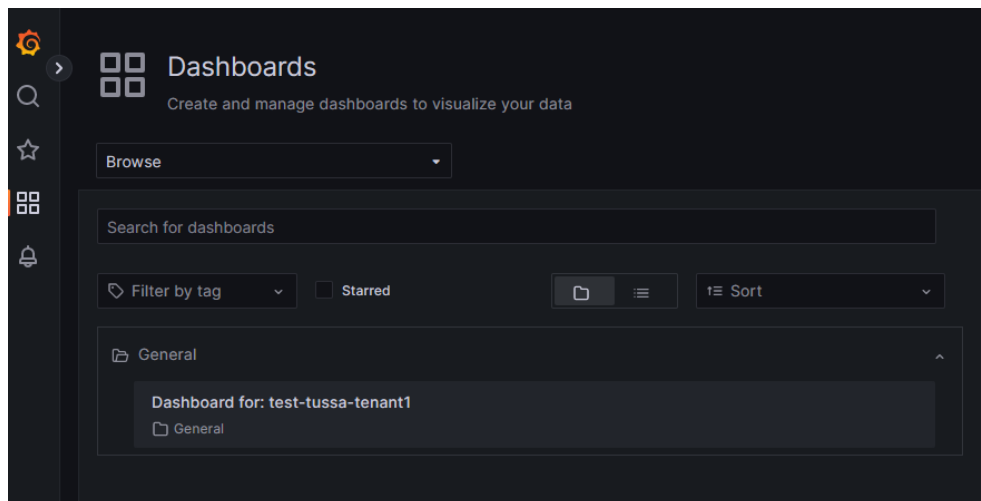 Dashboards
Create and manage dashboards to visualize your data
Browse
Search for dashboards
Filter by tag
Starred
Sort
General
Dashboard for: test-tussa-tenant1
General